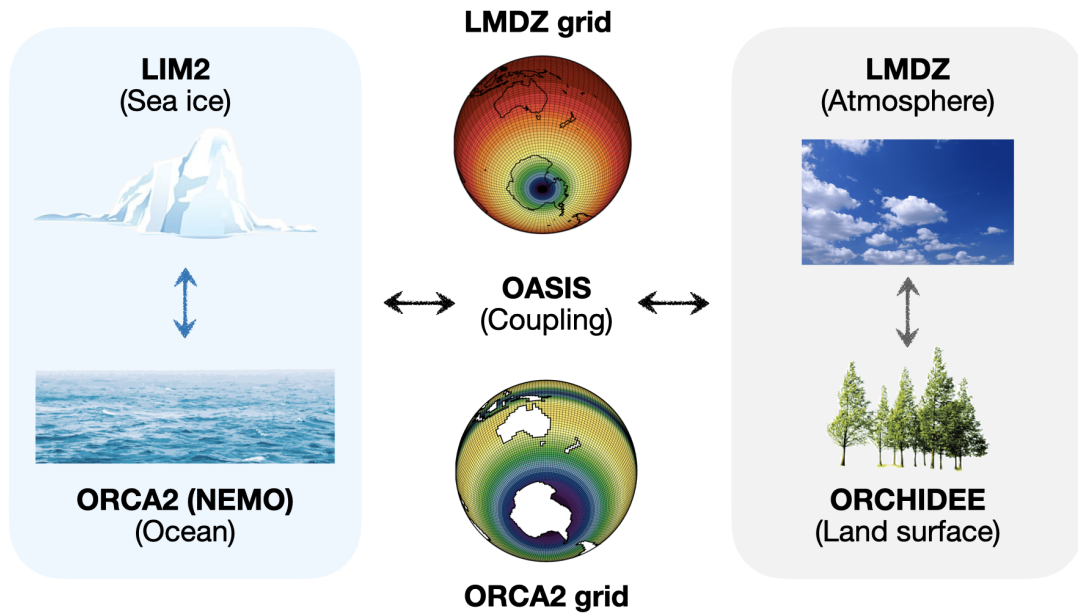 LMDZ grid
LIM2
(Sea ice)
LMDZ
(Atmosphere)
OASIS
(Coupling)
ORCA2 (NEMO)
(Ocean)
ORCHIDEE
(Land surface)
ORCA2 grid